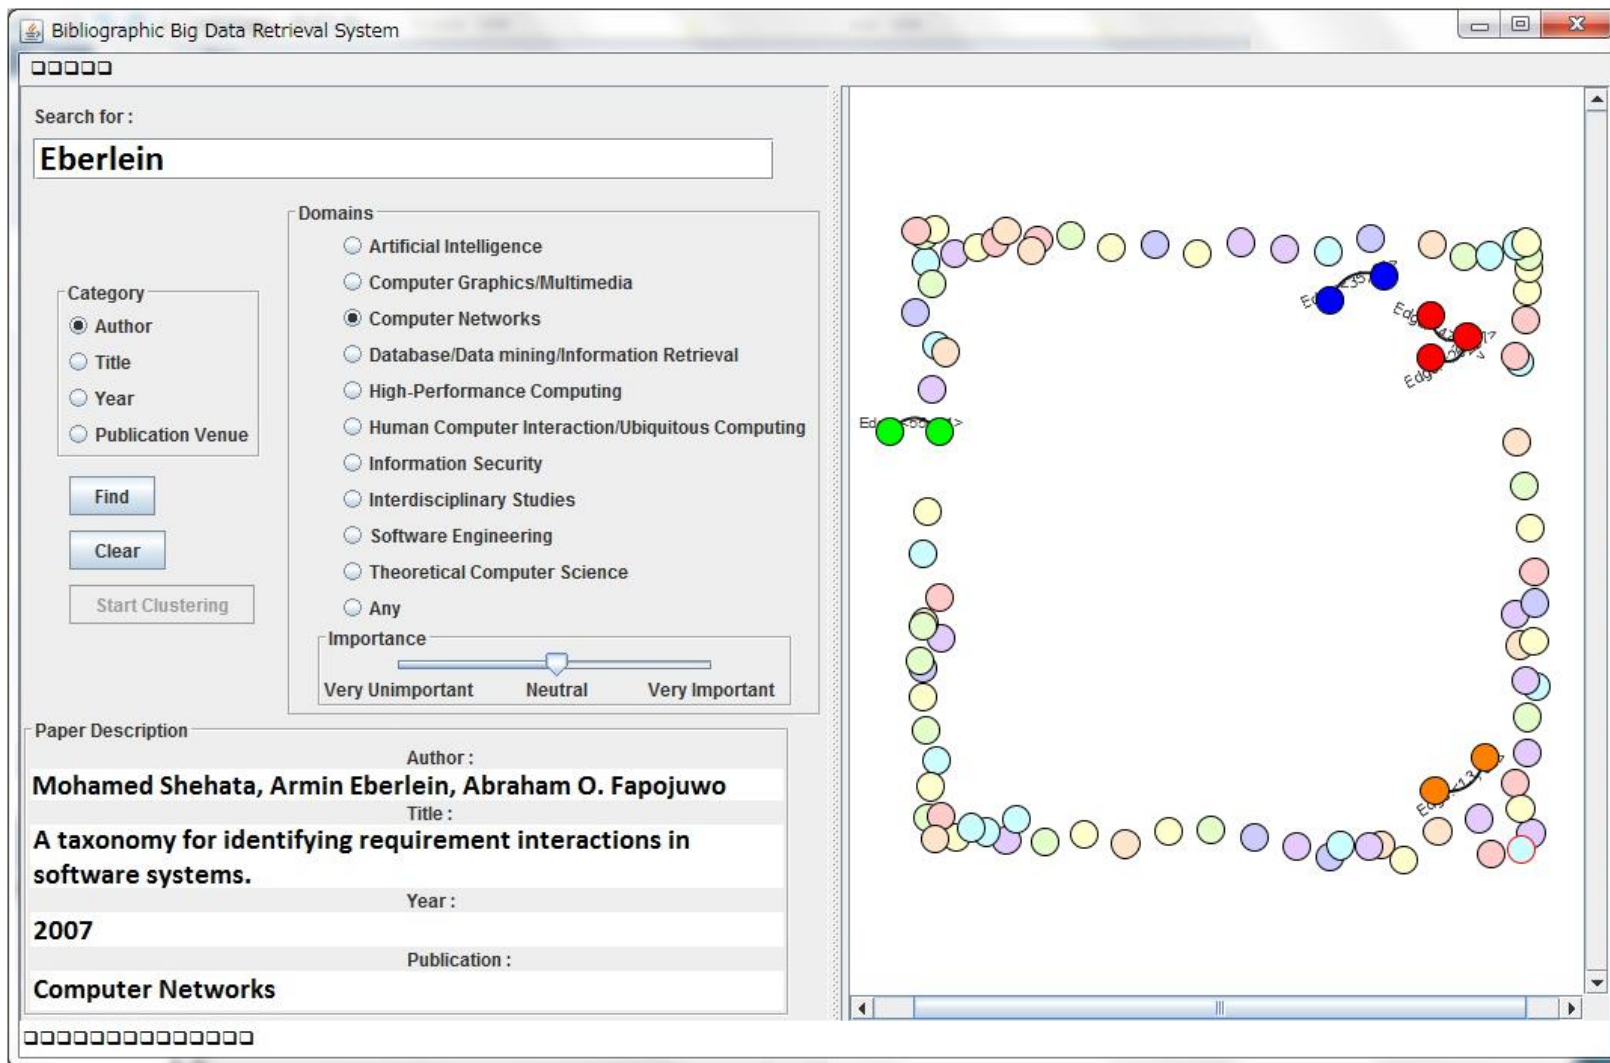 Bibliographic Big Data Retrieval System
Search for :
Eberlein
Category
Author
Title
Year
Publication Venue
Find
Clear
Start Clustering
Domains
Artificial Intelligence
Computer Graphics/Multimedia
Computer Networks
Database/Data mining/Information Retrieval
High-Performance Computing
Human Computer Interaction/Ubiquitous Computing
Information Security
Interdisciplinary Studies
Software Engineering
Theoretical Computer Science
Any
Importance
Very Unimportant Neutral Very Important
Paper Description
Author :
Mohamed Shehata, Armin Eberlein, Abraham O. Fapojuwo
Title :
A taxonomy for identifying requirement interactions in
software systems.
Year :
2007
Publication :
Computer Networks